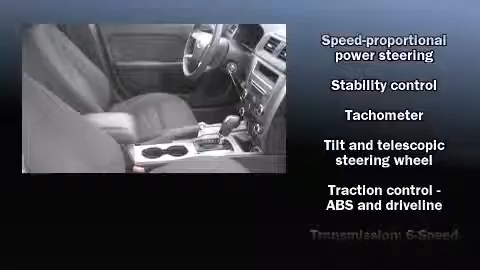 Speed-proportional
power steering
Stability control
Tachometer
Tilt and telescopic
steering wheel
Traction control -
ABS and driveline
Transmission: 6-Speed